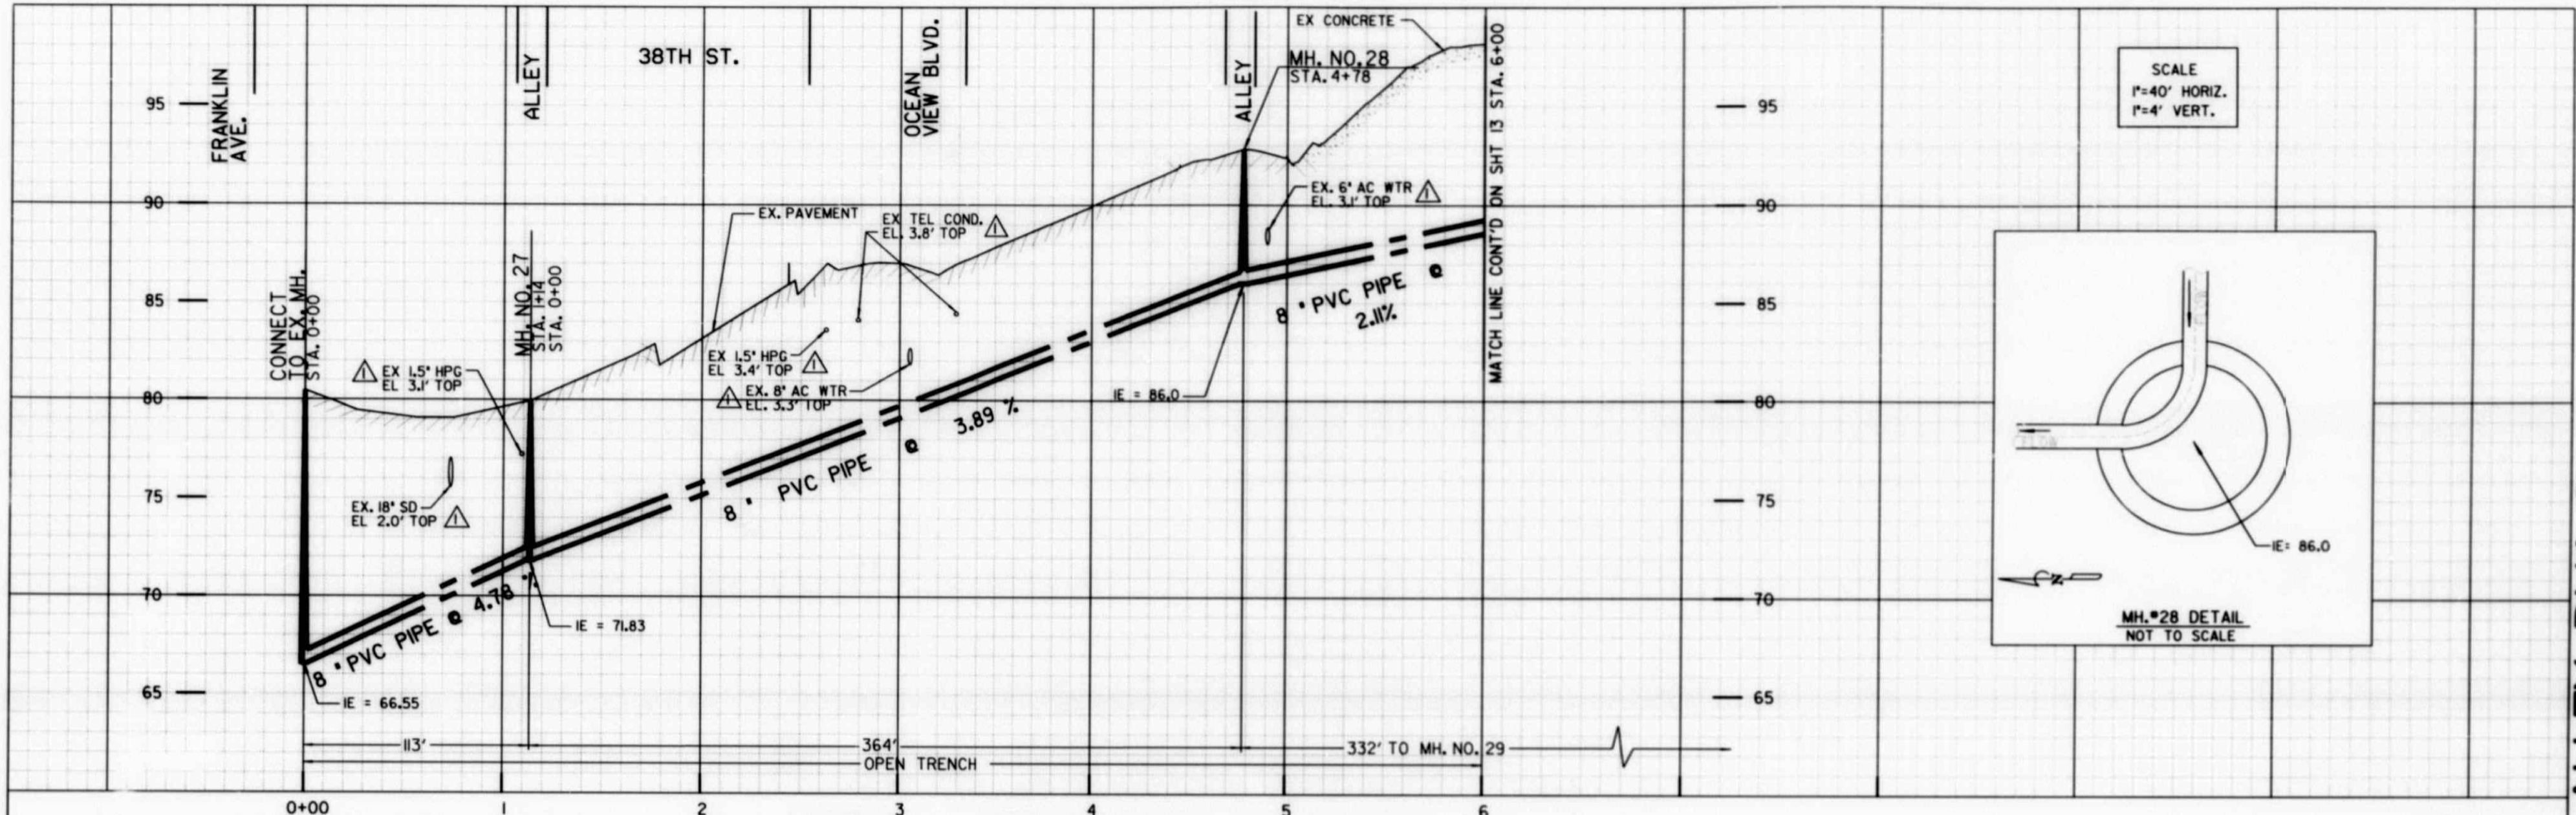 FRANKLIN
AVE.
ALLEY
38TH ST.
OCEAN
VIEW BLVD.
ALLEY
EX CONCRETE
MH. NO. 28
STA. 4+78
SCALE
1"=40' HORIZ.
1"=4' VERT.
95
90
85
80
75
70
65
95
90
85
80
75
70
65
CONNECT
TO EX. MH.
STA. 0+00
MH. NO. 27
STA. 1+14
STA. 0+00
EX. PAVEMENT
EX TEL COND.
EL. 3.8' TOP
EX. 6" AC WTR
EL. 3.1' TOP
EX 1.5" HPG
EL 3.1' TOP
EX 1.5" HPG
EL 3.4' TOP
EX. 8" AC WTR
EL. 3.3' TOP
EX. 18" SD
EL 2.0' TOP
8 " PVC PIPE @ 4.78 %
8 " PVC PIPE @ 3.89 %
8 " PVC PIPE @
2.11%
IE = 66.55
IE = 71.83
IE = 86.0
MATCH LINE CONT'D ON SHT 13 STA. 6+00
113'
364'
332' TO MH. NO. 29
OPEN TRENCH
0+00
1
2
3
4
5
6
IE= 86.0
N
MH.#28 DETAIL
NOT TO SCALE